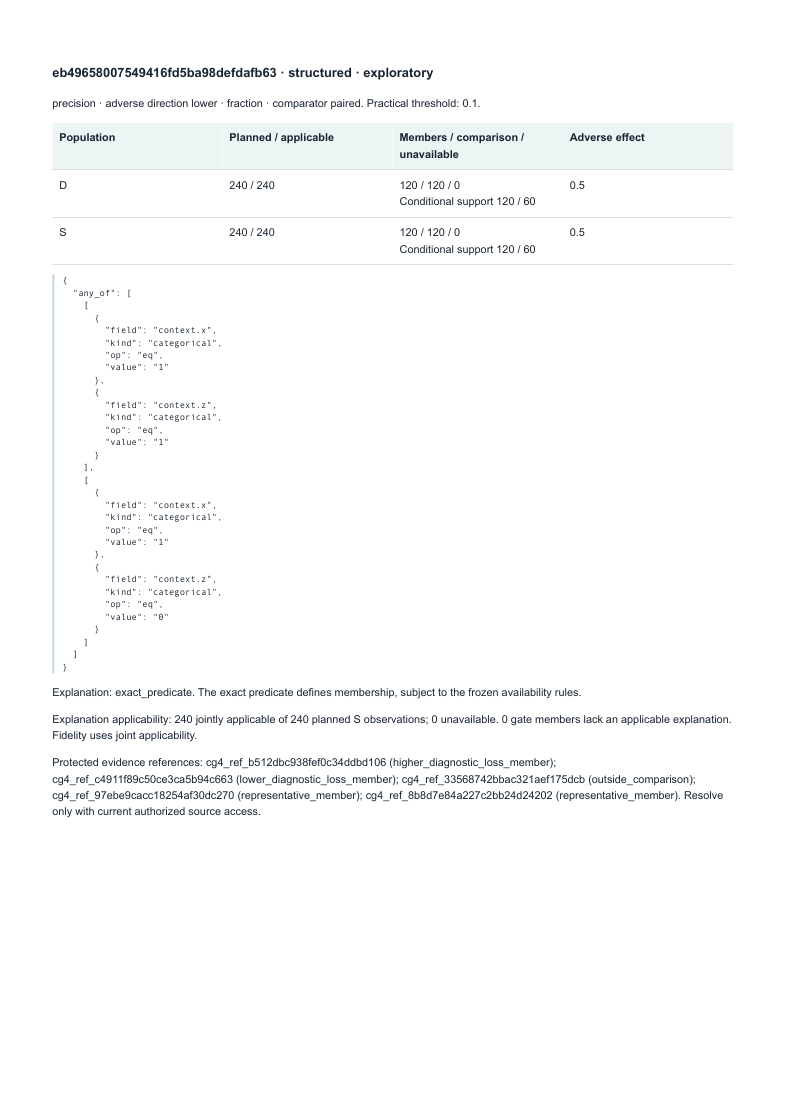 eb49658007549416fd5ba98defdafb63 · structured · exploratory
precision · adverse direction lower · fraction · comparator paired. Practical threshold: 0.1.
Population Planned / applicable Members / comparison / unavailable Adverse effect
D 240 / 240 120 / 120 / 0 0.5
Conditional support 120 / 60
S 240 / 240 120 / 120 / 0 0.5
Conditional support 120 / 60
{
  "any_of": [
    [
      {
        "field": "context.x",
        "kind": "categorical",
        "op": "eq",
        "value": "1"
      },
      {
        "field": "context.z",
        "kind": "categorical",
        "op": "eq",
        "value": "1"
      }
    ],
    [
      {
        "field": "context.x",
        "kind": "categorical",
        "op": "eq",
        "value": "1"
      },
      {
        "field": "context.z",
        "kind": "categorical",
        "op": "eq",
        "value": "0"
      }
    ]
  ]
}
Explanation: exact_predicate. The exact predicate defines membership, subject to the frozen availability rules.
Explanation applicability: 240 jointly applicable of 240 planned S observations; 0 unavailable. 0 gate members lack an applicable explanation.
Fidelity uses joint applicability.
Protected evidence references: cg4_ref_b512dbc938fef0c34ddbd106 (higher_diagnostic_loss_member);
cg4_ref_c4911f89c50ce3ca5b94c663 (lower_diagnostic_loss_member); cg4_ref_33568742bbac321aef175dcb (outside_comparison);
cg4_ref_97ebe9cacc18254af30dc270 (representative_member); cg4_ref_8b8d7e84a227c2bb24d24202 (representative_member). Resolve
only with current authorized source access.